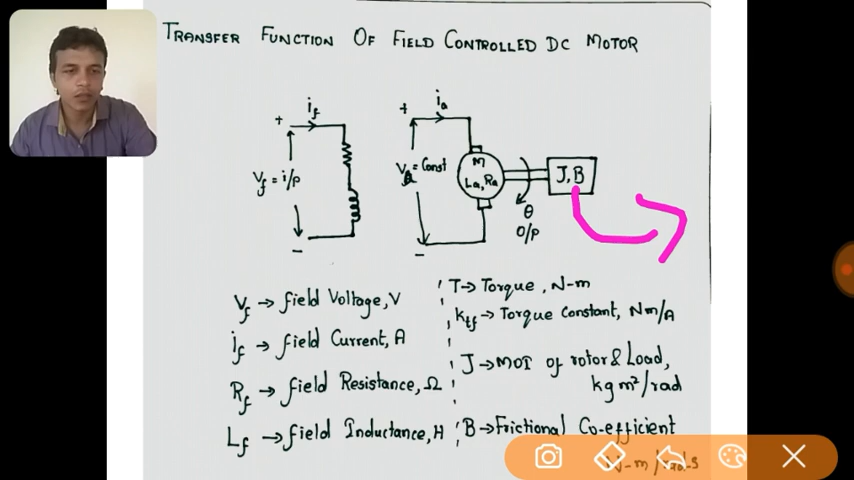 TRANSFER FUNCTION OF FIELD CONTROLLED DC MOTOR
+ if
Vf = i/p
-
+ ia
= Const
M
La, Ra
-
θ
O/P
J, B
Vf → field Voltage, V
if → field Current, A
Rf → field Resistance, Ω
Lf → field Inductance, H
T → Torque, N-m
Ktf → Torque Constant, Nm/A
J → MOI of rotor & Load,
kg m²/rad
B → Frictional Co-efficient
N-m/rad-s